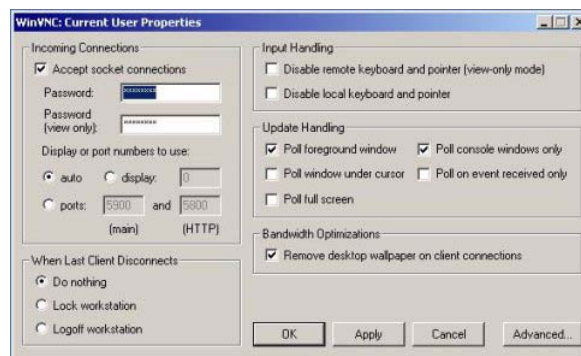 WinVNC: Current User Properties
Incoming Connections
Accept socket connections
Password:
xxxxxxxx
Password
(view only):
xxxxxxxx
Display or port numbers to use:
auto
display:
0
ports:
5900
and
5800
(main)
(HTTP)
When Last Client Disconnects
Do nothing
Lock workstation
Logoff workstation
Input Handling
Disable remote keyboard and pointer (view-only mode)
Disable local keyboard and pointer
Update Handling
Poll foreground window
Poll console windows only
Poll window under cursor
Poll on event received only
Poll full screen
Bandwidth Optimizations
Remove desktop wallpaper on client connections
OK
Apply
Cancel
Advanced...